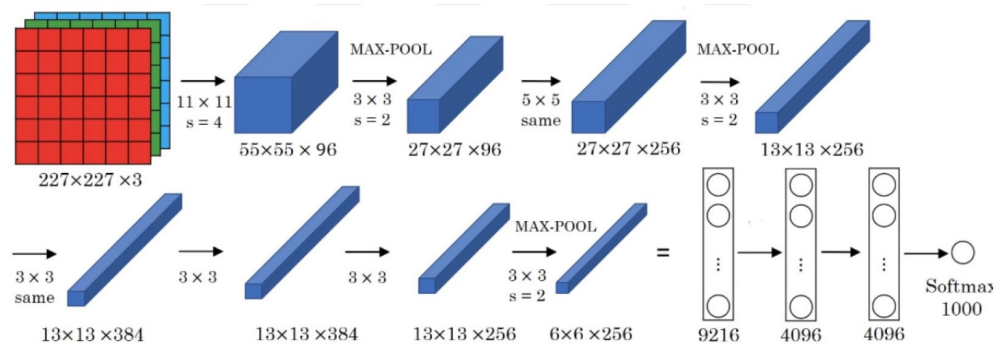 227×227 ×3
11 × 11
s = 4
55×55 × 96
MAX-POOL
3 × 3
s = 2
27×27 ×96
5 × 5
same
27×27 ×256
MAX-POOL
3 × 3
s = 2
13×13 ×256
3 × 3
same
13×13 ×384
3 × 3
13×13 ×384
3 × 3
13×13 ×256
MAX-POOL
3 × 3
s = 2
6×6 ×256
=
⋮
9216
⋮
4096
⋮
4096
Softmax
1000